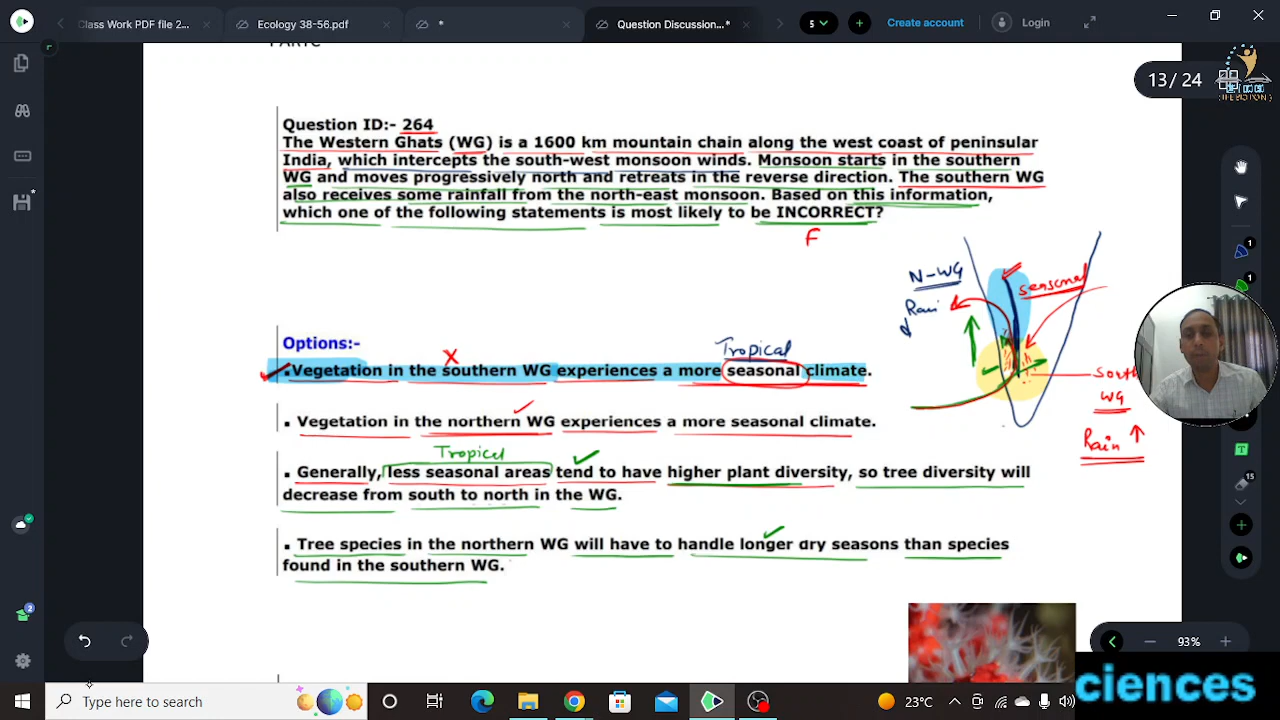 Class Work PDF file 2...
Ecology 38-56.pdf
*
Question Discussion...*
5
Create account
Login
13 / 24
Question ID:- 264
The Western Ghats (WG) is a 1600 km mountain chain along the west coast of peninsular
India, which intercepts the south-west monsoon winds. Monsoon starts in the southern
WG and moves progressively north and retreats in the reverse direction. The southern WG
also receives some rainfall from the north-east monsoon. Based on this information,
which one of the following statements is most likely to be INCORRECT?
F
N-WG
seasonal
Rain
Options:-
X
Tropical
Vegetation in the southern WG experiences a more seasonal climate.
South
WG
Rain ↑
Vegetation in the northern WG experiences a more seasonal climate.
Tropical
Generally, less seasonal areas tend to have higher plant diversity, so tree diversity will
decrease from south to north in the WG.
Tree species in the northern WG will have to handle longer dry seasons than species
found in the southern WG.
1
1
15
2
93%
ciences
Type here to search
23°C
ENG